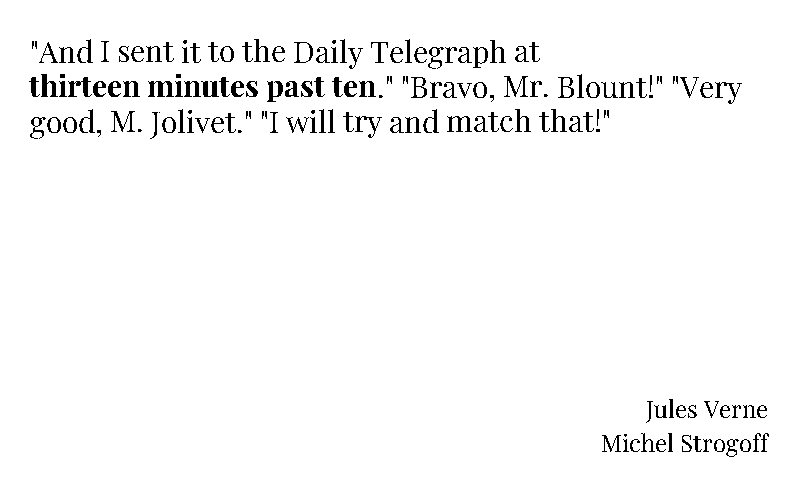 "And I sent it to the Daily Telegraph at
thirteen minutes past ten." "Bravo, Mr. Blount!" "Very
good, M. Jolivet." "I will try and match that!"
Jules Verne
Michel Strogoff